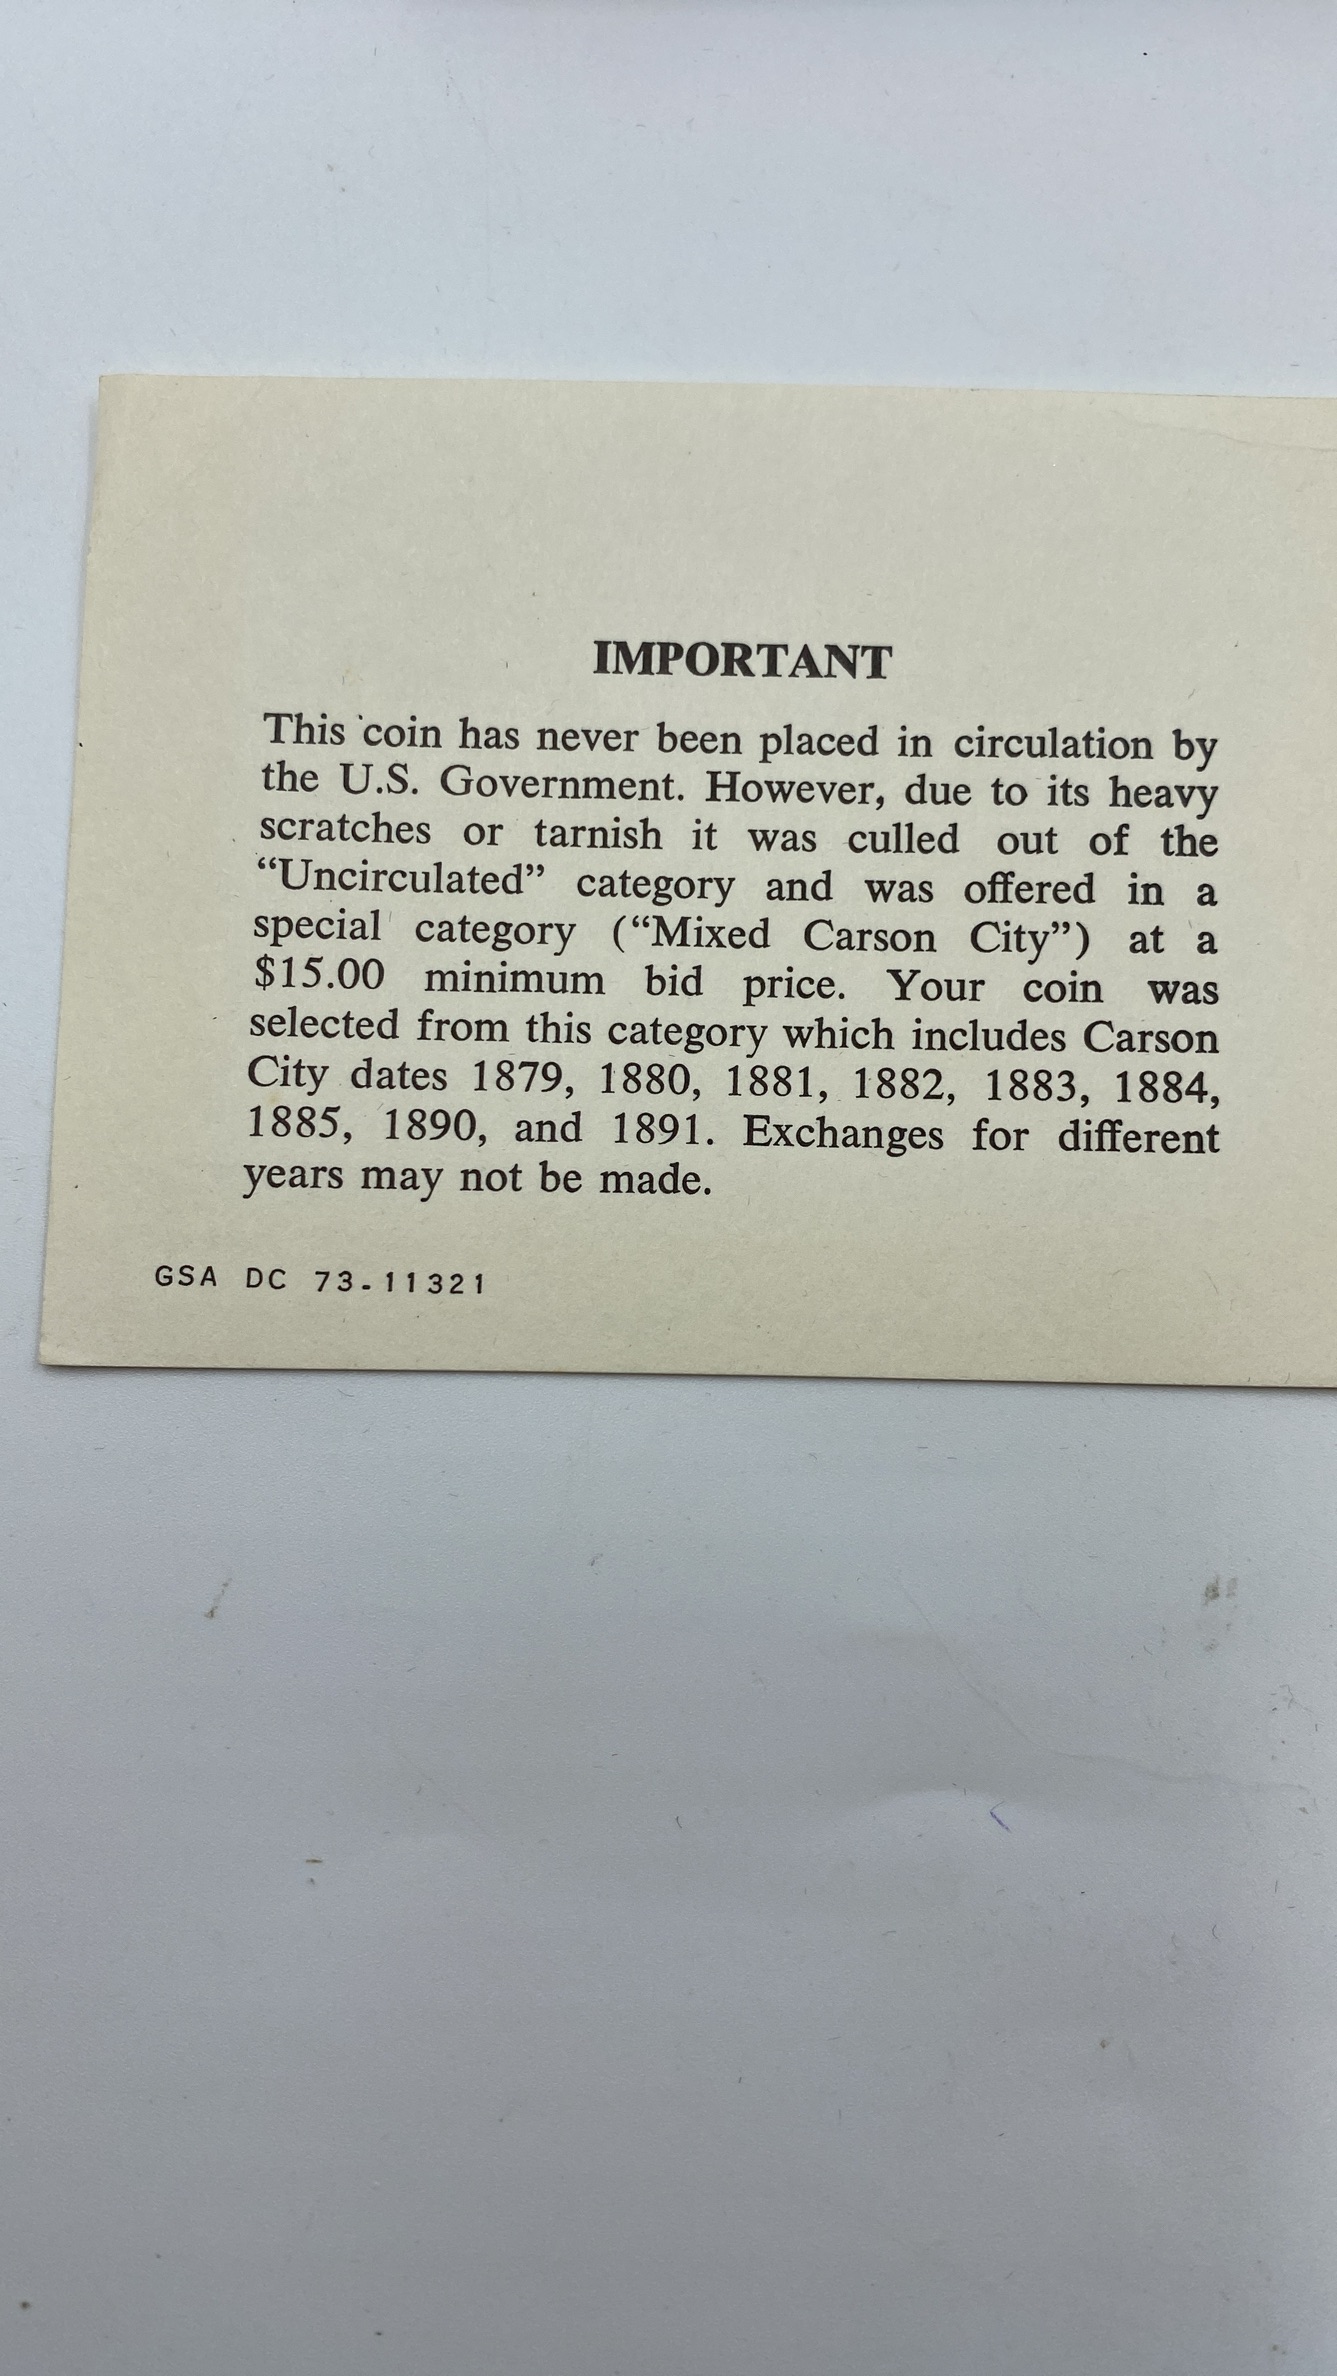 IMPORTANT
This coin has never been placed in circulation by
the U.S. Government. However, due to its heavy
scratches or tarnish it was culled out of the
“Uncirculated” category and was offered in a
special category (“Mixed Carson City”) at a
$15.00 minimum bid price. Your coin was
selected from this category which includes Carson
City dates 1879, 1880, 1881, 1882, 1883, 1884,
1885, 1890, and 1891. Exchanges for different
years may not be made.
GSA DC 73-11321